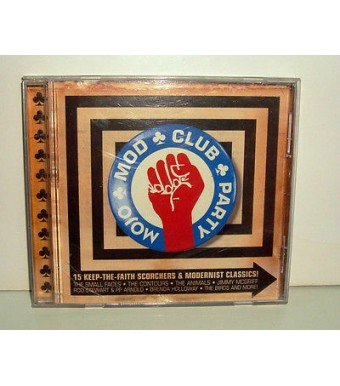 MOJO ♣ MOD ♣ CLUB ♣ PARTY
15 KEEP-THE-FAITH SCORCHERS & MODERNIST CLASSICS!
THE SMALL FACES • THE CONTOURS • THE ANIMALS • JIMMY MCGRIFF
ROD STEWART & PP ARNOLD • BRENDA HOLLOWAY • THE BIRDS AND MORE!